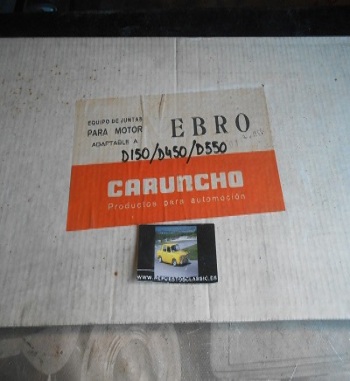 EQUIPO DE JUNTAS
PARA MOTOR
ADAPTABLE A
EBRO
D150/D450/D550
CARUNCHO
Productos para automoción
WWW.REPUESTOSCLASSIC.ES